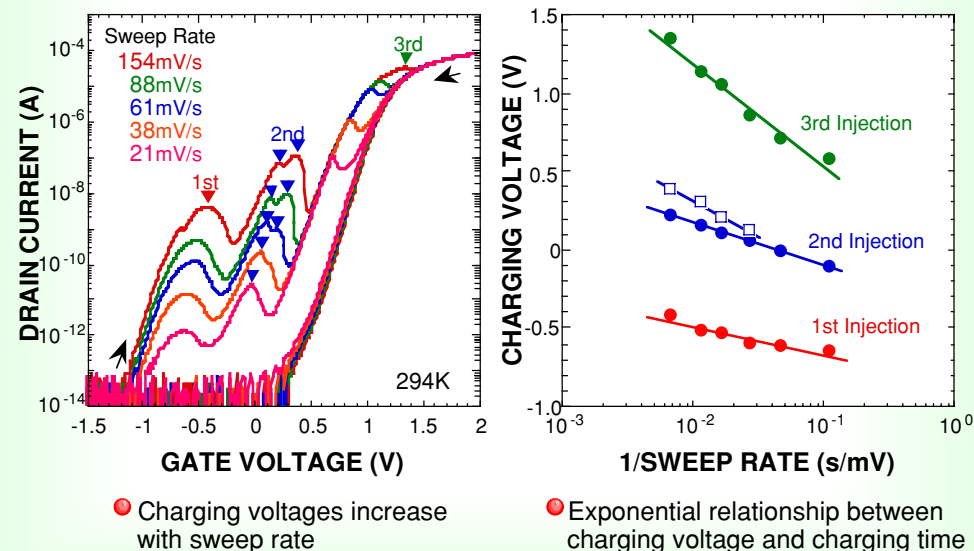 Sweep Rate
154mV/s
88mV/s
61mV/s
38mV/s
21mV/s
1st
2nd
3rd
294K
DRAIN CURRENT (A)
10-4
10-6
10-8
10-10
10-12
10-14
-1.5 -1 -0.5 0 0.5 1 1.5 2
GATE VOLTAGE (V)
Charging voltages increase
with sweep rate
CHARGING VOLTAGE (V)
1.5
1.0
0.5
0
-0.5
-1.0
3rd Injection
2nd Injection
1st Injection
10-3 10-2 10-1 100
1/SWEEP RATE (s/mV)
Exponential relationship between
charging voltage and charging time